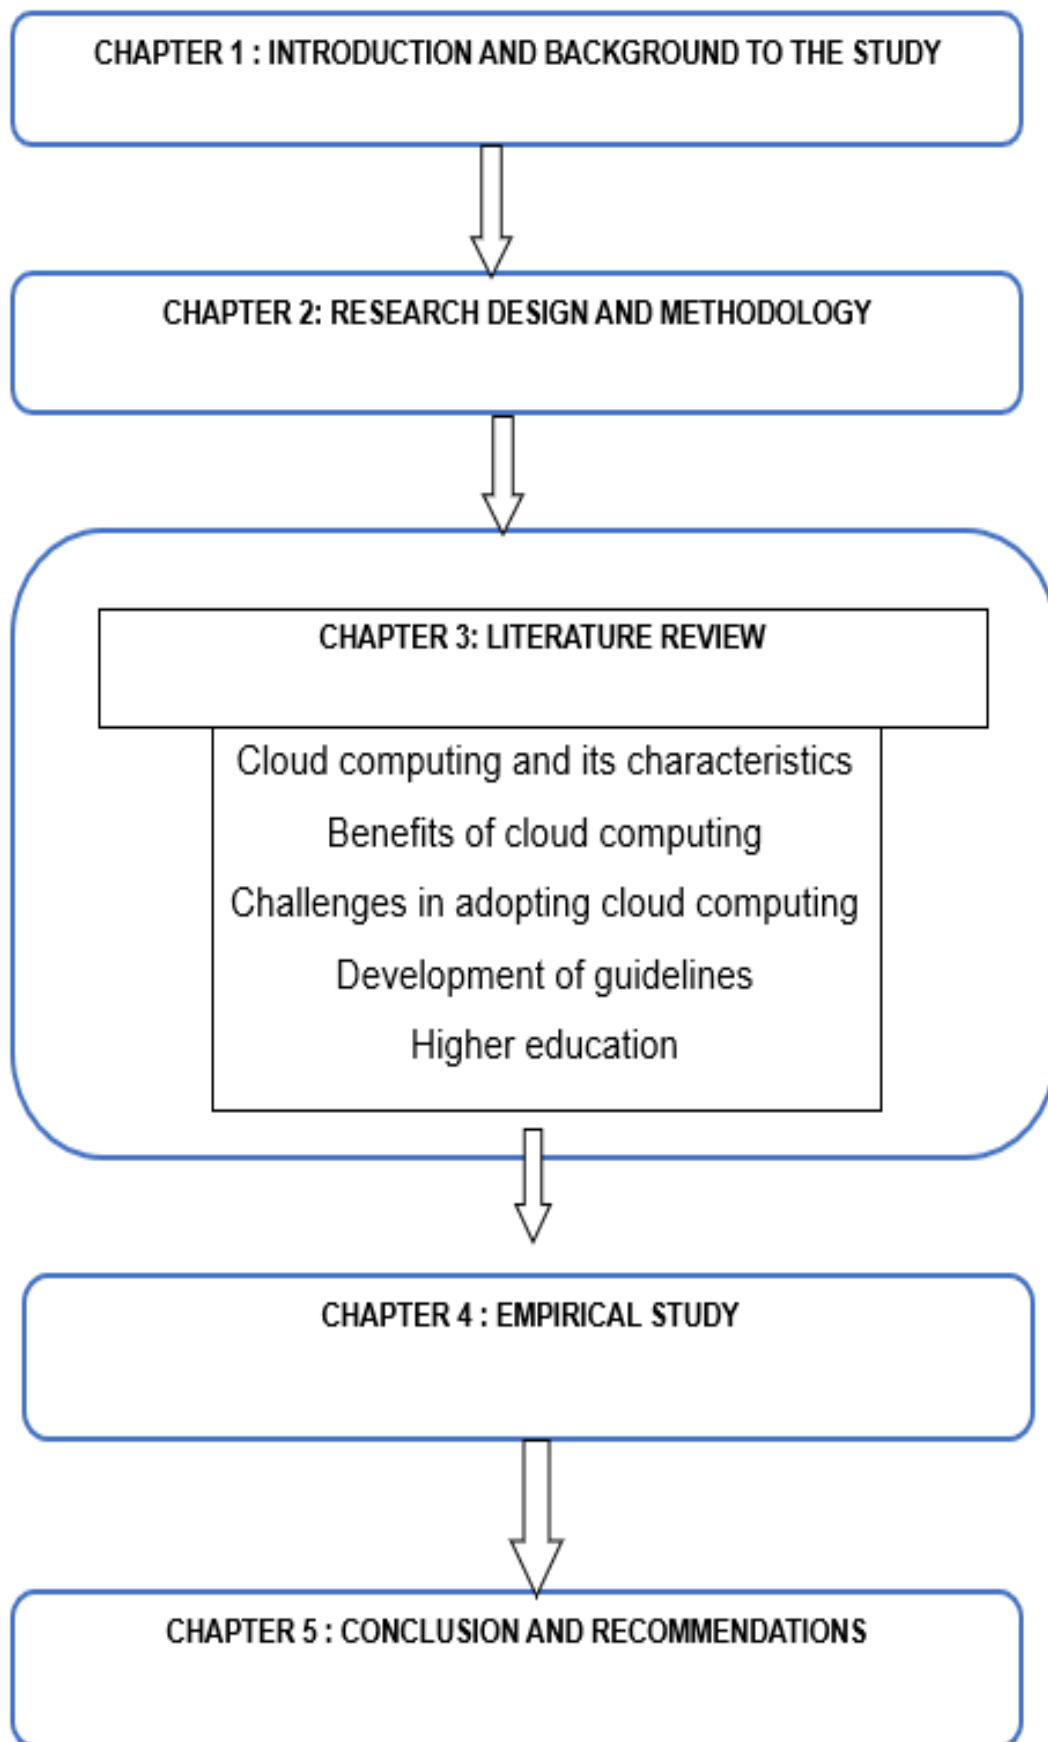 CHAPTER 1 : INTRODUCTION AND BACKGROUND TO THE STUDY
CHAPTER 2: RESEARCH DESIGN AND METHODOLOGY
CHAPTER 3: LITERATURE REVIEW
Cloud computing and its characteristics
Benefits of cloud computing
Challenges in adopting cloud computing
Development of guidelines
Higher education
CHAPTER 4 : EMPIRICAL STUDY
CHAPTER 5 : CONCLUSION AND RECOMMENDATIONS